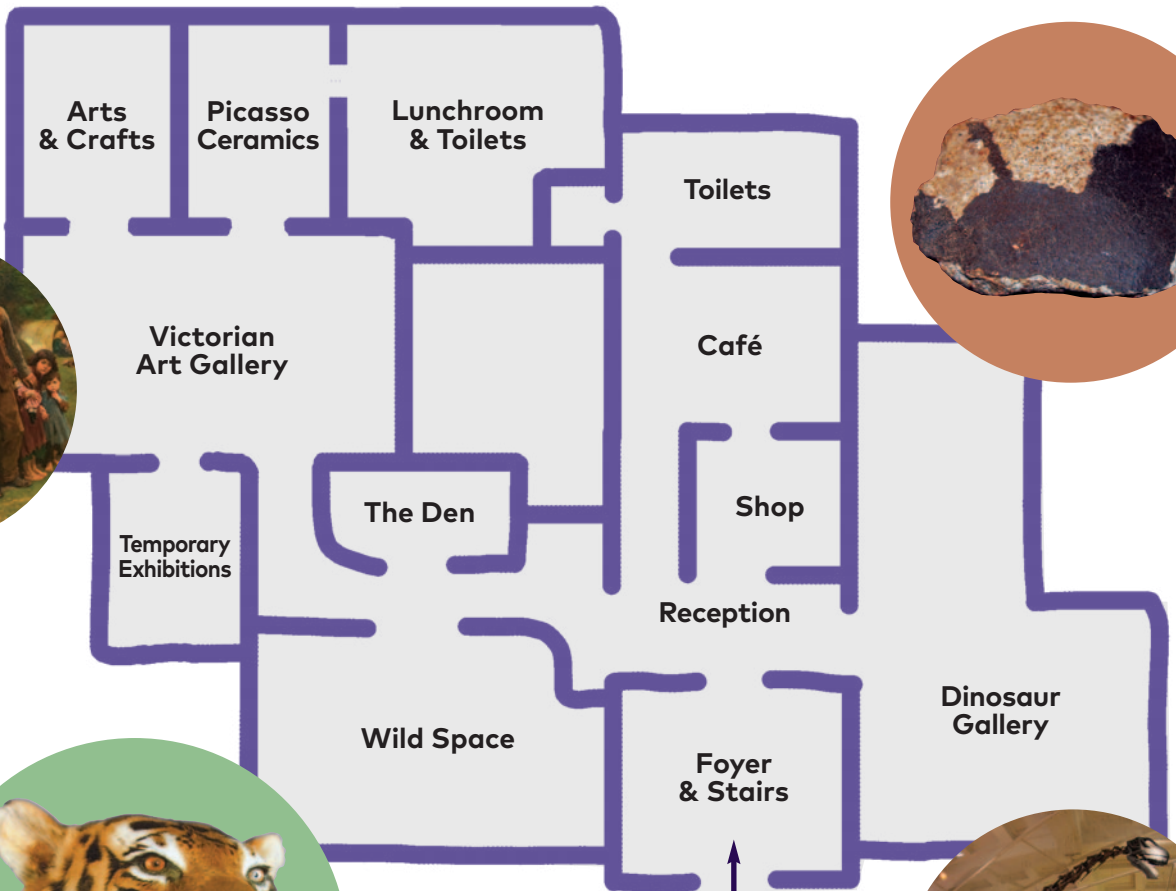 Arts
& Crafts
Picasso
Ceramics
Lunchroom
& Toilets
Toilets
Victorian
Art Gallery
Café
The Den
Shop
Temporary
Exhibitions
Reception
Wild Space
Dinosaur
Gallery
Foyer
& Stairs